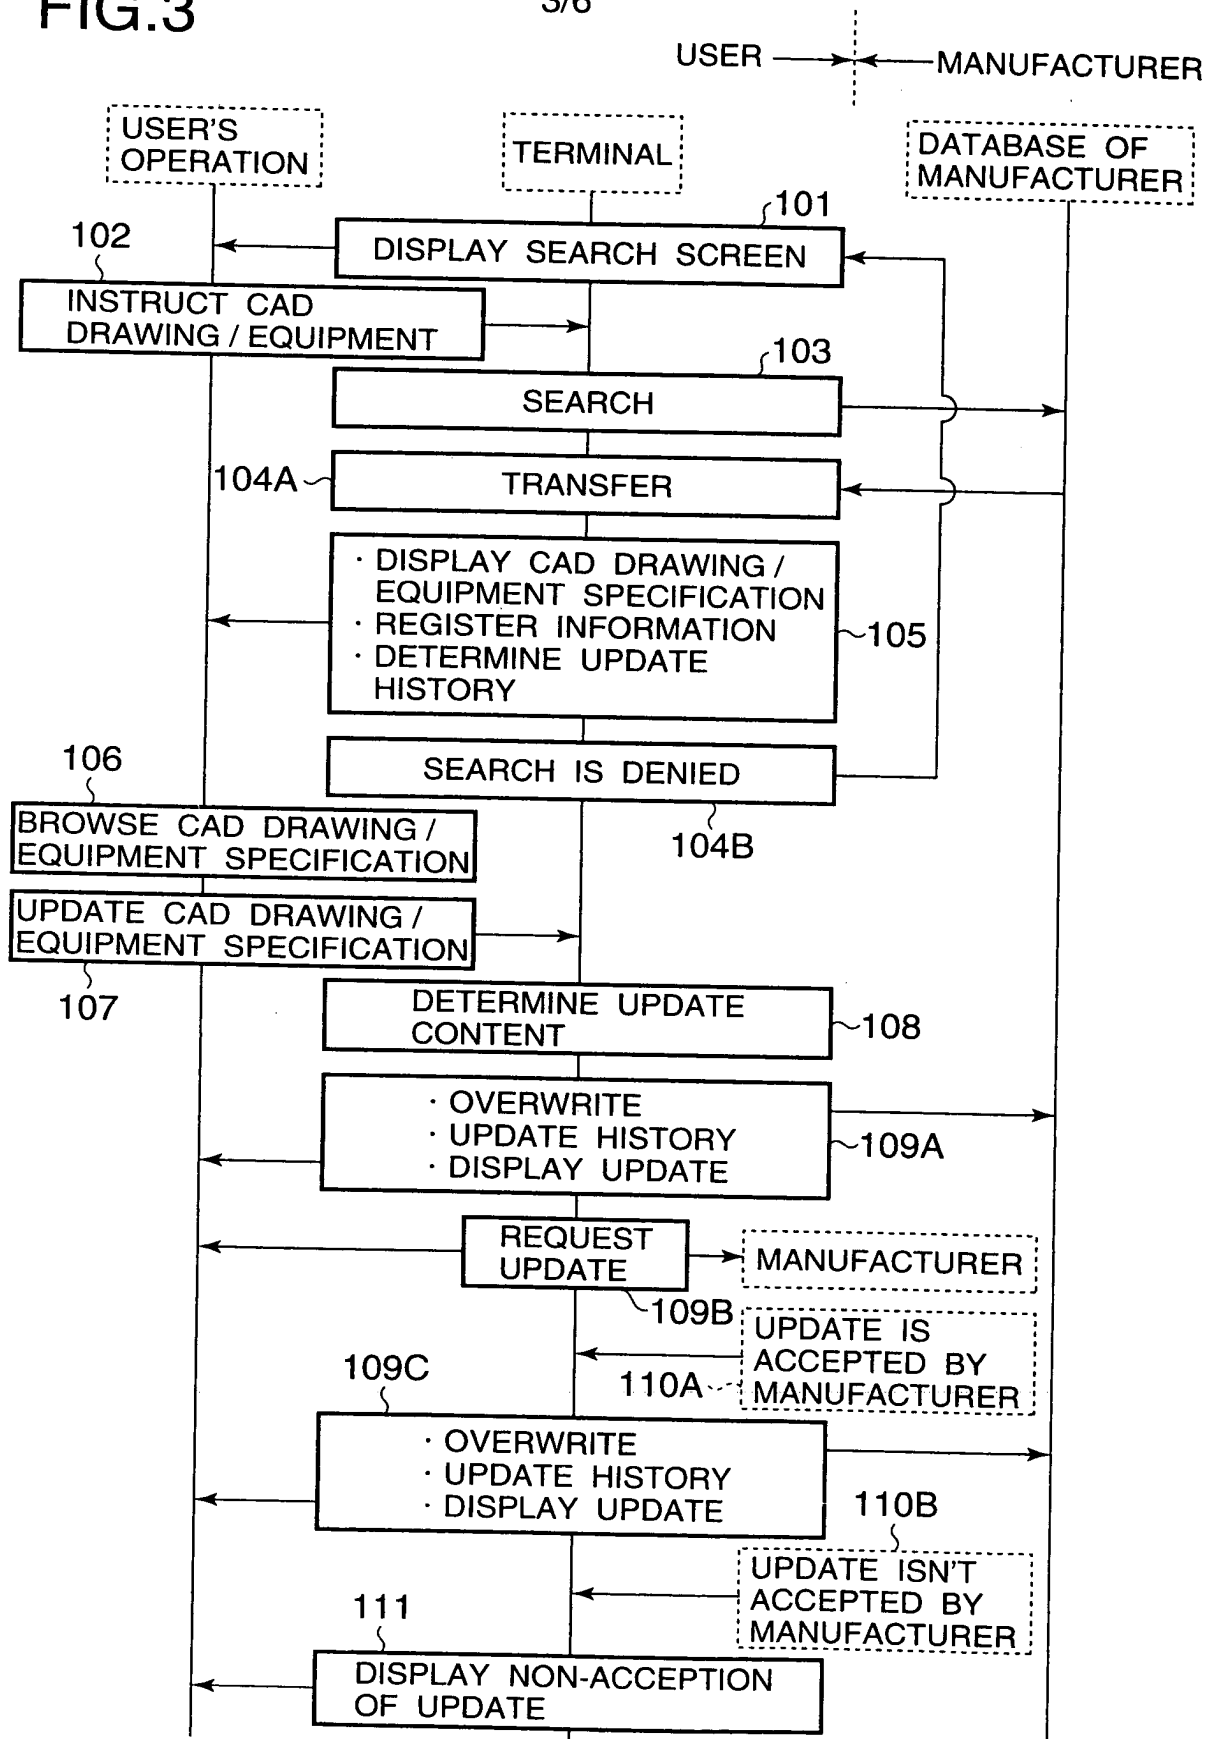 FIG.3
3/6
USER
MANUFACTURER
USER'S
OPERATION
TERMINAL
DATABASE OF
MANUFACTURER
101
DISPLAY SEARCH SCREEN
102
INSTRUCT CAD
DRAWING / EQUIPMENT
103
SEARCH
104A
TRANSFER
· DISPLAY CAD DRAWING /
EQUIPMENT SPECIFICATION
· REGISTER INFORMATION
· DETERMINE UPDATE
HISTORY
105
SEARCH IS DENIED
104B
106
BROWSE CAD DRAWING /
EQUIPMENT SPECIFICATION
UPDATE CAD DRAWING /
EQUIPMENT SPECIFICATION
107
DETERMINE UPDATE
CONTENT
108
· OVERWRITE
· UPDATE HISTORY
· DISPLAY UPDATE
109A
REQUEST
UPDATE
109B
MANUFACTURER
UPDATE IS
ACCEPTED BY
MANUFACTURER
110A
109C
· OVERWRITE
· UPDATE HISTORY
· DISPLAY UPDATE
110B
UPDATE ISN'T
ACCEPTED BY
MANUFACTURER
111
DISPLAY NON-ACCEPTION
OF UPDATE